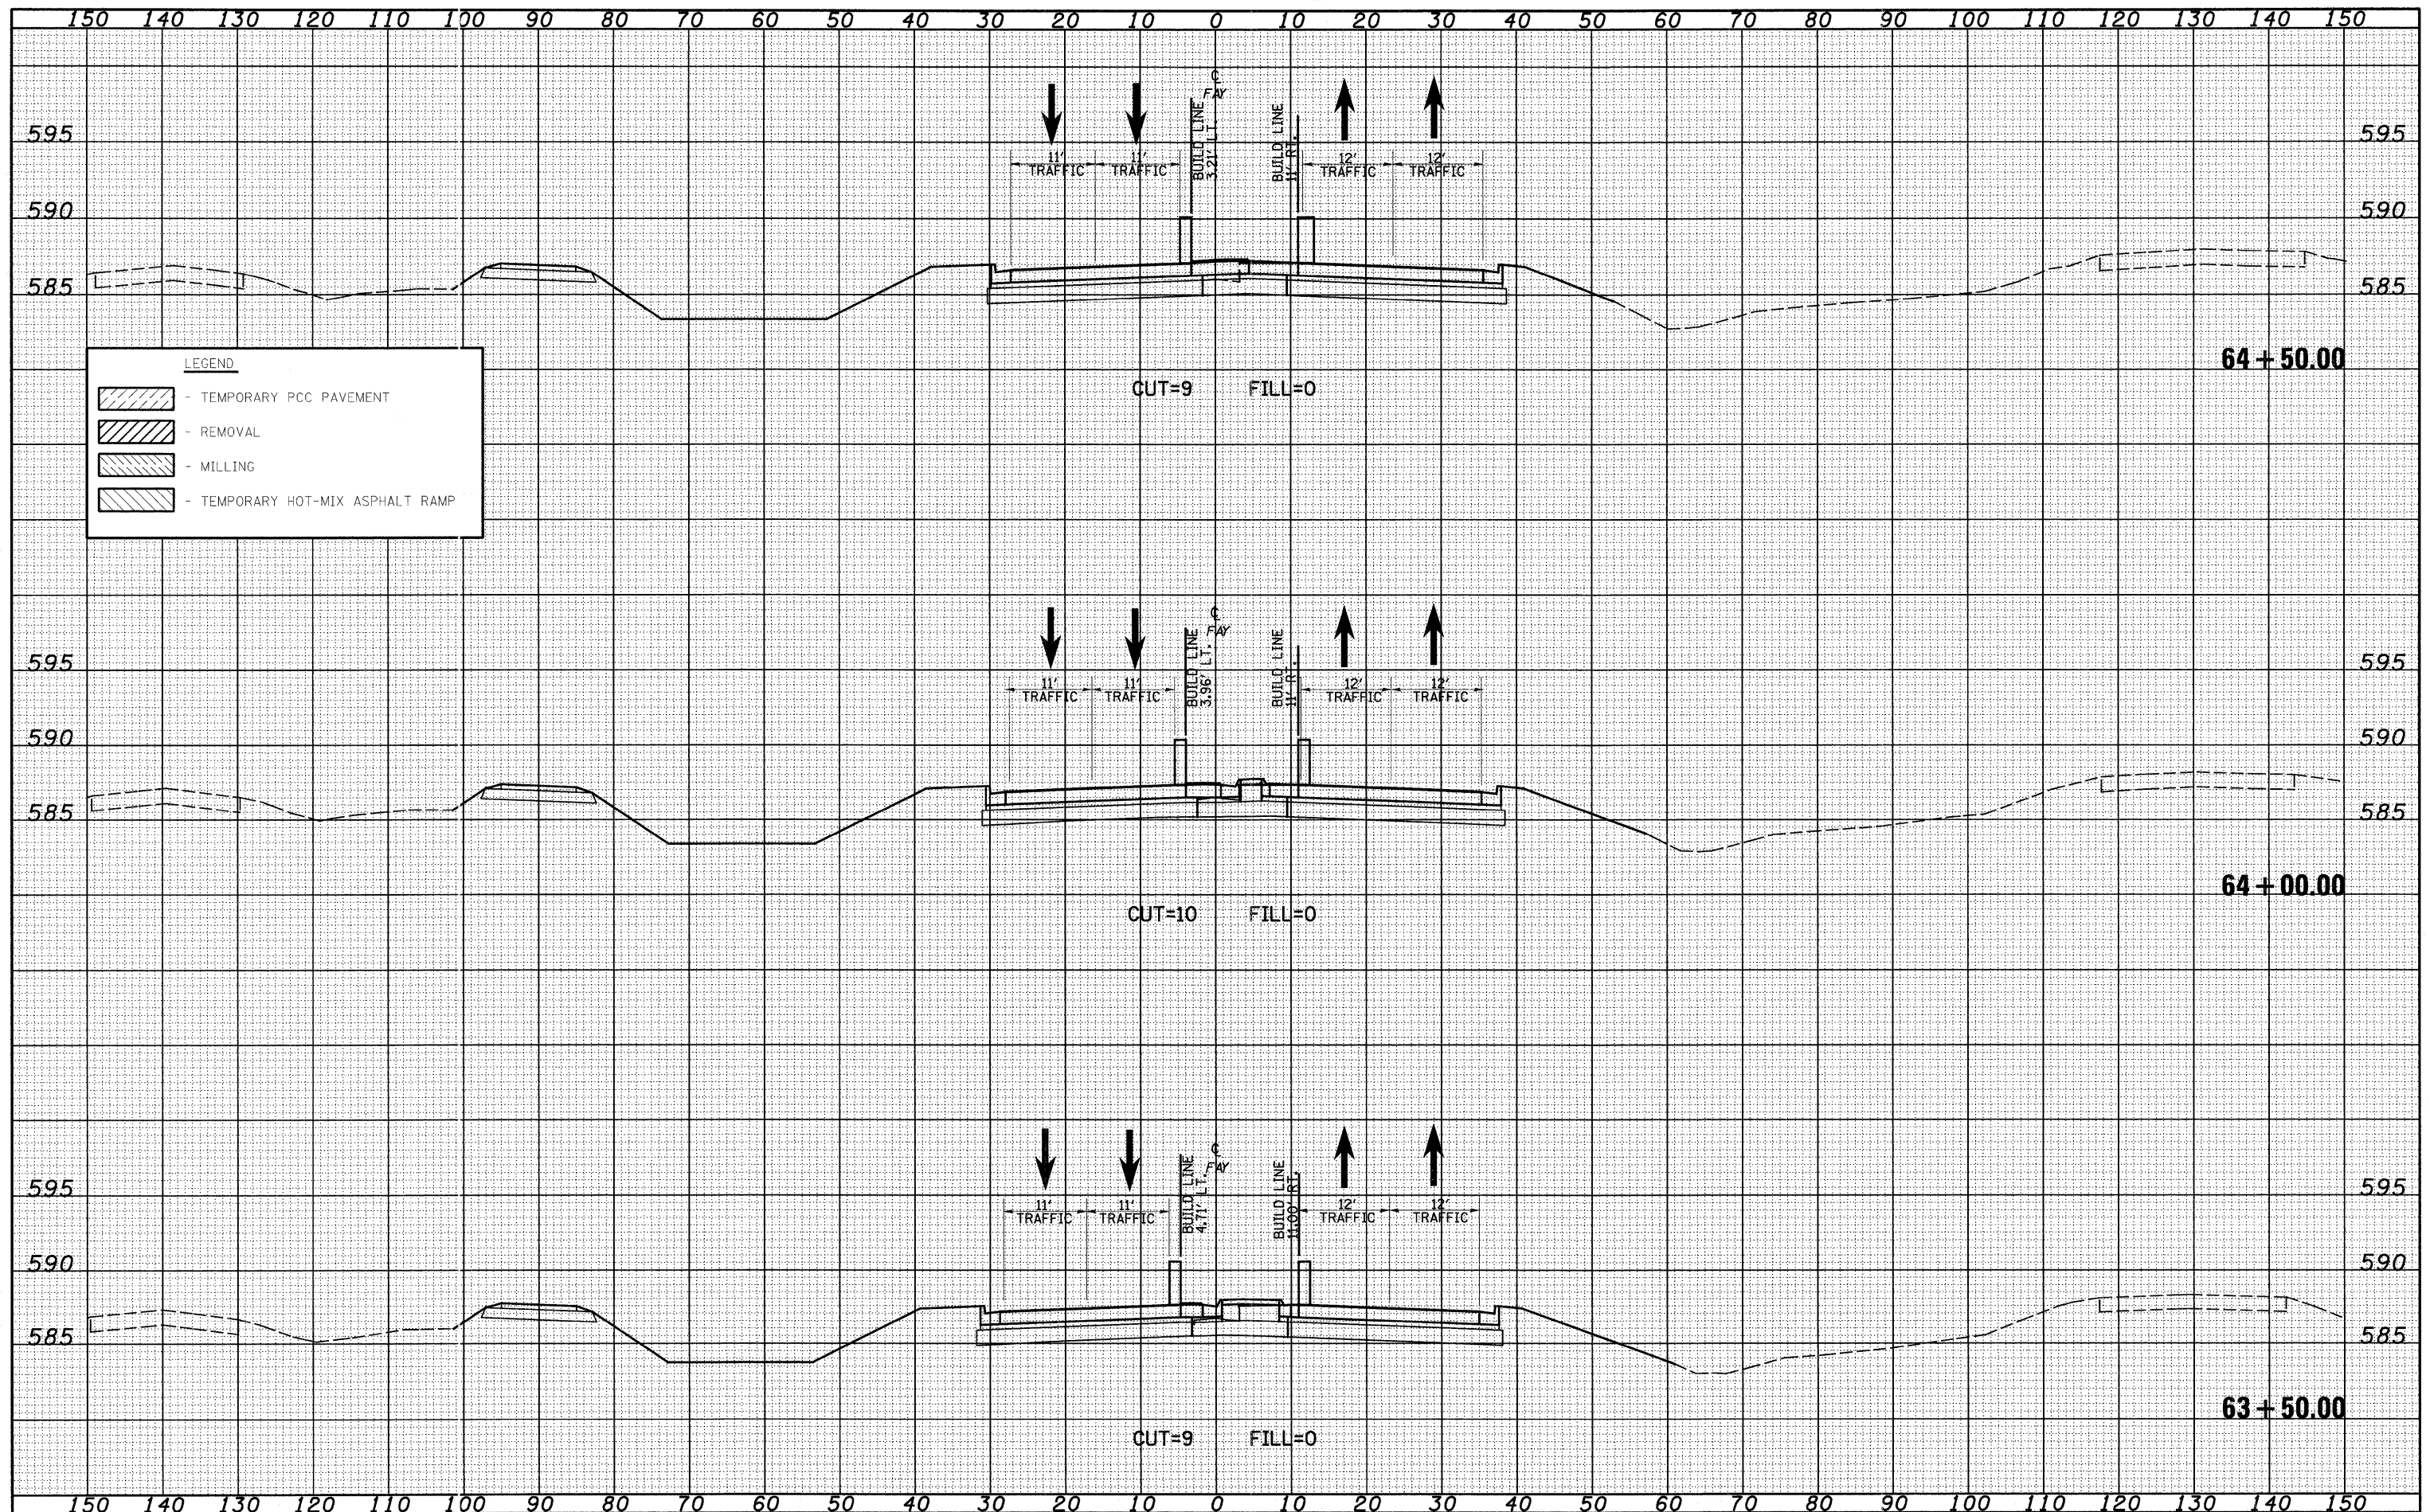 150 140 130 120 110 100 90 80 70 60 50 40 30 20 10 0 10 20 30 40 50 60 70 80 90 100 110 120 130 140 150
℄
FAY
BUILD LINE
3.21' LT.
BUILD LINE
11' RT.
595 595
11' 11' 12' 12'
TRAFFIC TRAFFIC TRAFFIC TRAFFIC
590 590
585 585
64+50.00
CUT=9 FILL=0
LEGEND
- TEMPORARY PCC PAVEMENT
- REMOVAL
- MILLING
- TEMPORARY HOT-MIX ASPHALT RAMP
℄
FAY
BUILD LINE
3.96' LT.
BUILD LINE
11' RT.
595 595
11' 11' 12' 12'
TRAFFIC TRAFFIC TRAFFIC TRAFFIC
590 590
585 585
64+00.00
CUT=10 FILL=0
℄
FAY
BUILD LINE
4.71' LT.
BUILD LINE
11.00' RT.
595 595
11' 11' 12' 12'
TRAFFIC TRAFFIC TRAFFIC TRAFFIC
590 590
585 585
63+50.00
CUT=9 FILL=0
150 140 130 120 110 100 90 80 70 60 50 40 30 20 10 0 10 20 30 40 50 60 70 80 90 100 110 120 130 140 150